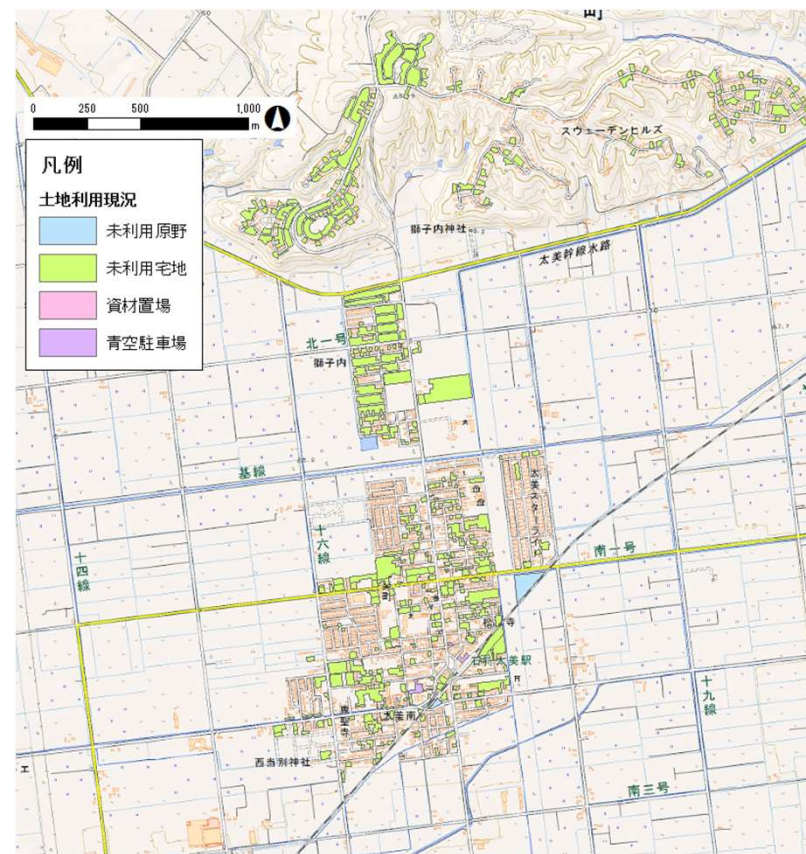 町
0 250 500 1,000
m
スウェーデンヒルズ
凡例
土地利用現況
未利用原野
未利用宅地
資材置場
青空駐車場
獅子内神社
太美幹線水路
北一号
獅子内
基線
太美スターライ
十六線
十四線
南一号
石狩太美駅
十九線
太美南
西当別神社
南三号
エ